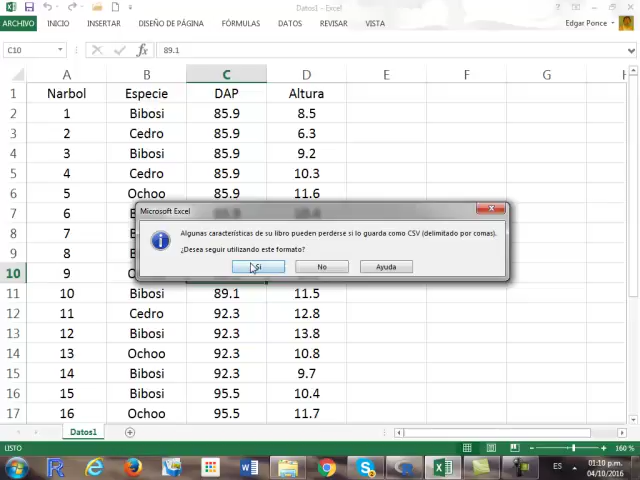 Datos1 - Excel
ARCHIVO INICIO INSERTAR DISEÑO DE PÁGINA FÓRMULAS DATOS REVISAR VISTA Edgar Ponce
C10 fx 89.1
A B C D E F G
1 Narbol Especie DAP Altura
2 1 Bibosi 85.9 8.5
3 2 Cedro 85.9 6.3
4 3 Bibosi 85.9 9.2
5 4 Cedro 85.9 10.3
6 5 Ochoo 85.9 11.6
7 6
Microsoft Excel
8 7
Algunas características de su libro pueden perderse si lo guarda como CSV (delimitado por comas).
9 8
¿Desea seguir utilizando este formato?
10 9
Sí No Ayuda
11 10 Bibosi 89.1 11.5
12 11 Cedro 92.3 12.8
13 12 Bibosi 92.3 13.8
14 13 Ochoo 92.3 10.8
15 14 Bibosi 92.3 9.7
16 15 Bibosi 95.5 10.4
17 16 Ochoo 95.5 11.7
Datos1
LISTO 160 %
ES 01:10 p.m.
04/10/2016